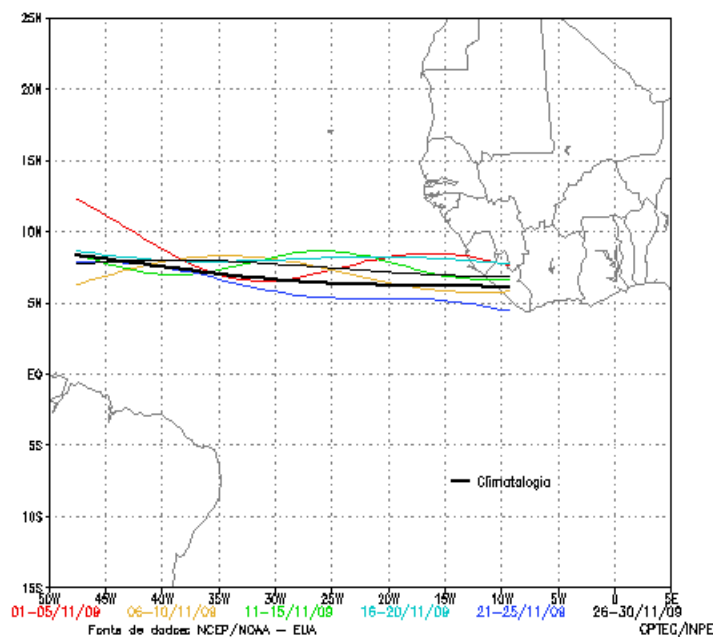 25N
20N
15N
10N
5N
EQ
5S
10S
15S
Climatologia
50W 45W 40W 35W 30W 25W 20W 15W 10W 5W 0 5E
01-05/11/09 06-10/11/09 11-15/11/09 16-20/11/09 21-25/11/09 26-30/11/09
Fonte de dados: NCEP/NOAA - EUA CPTEC/INPE